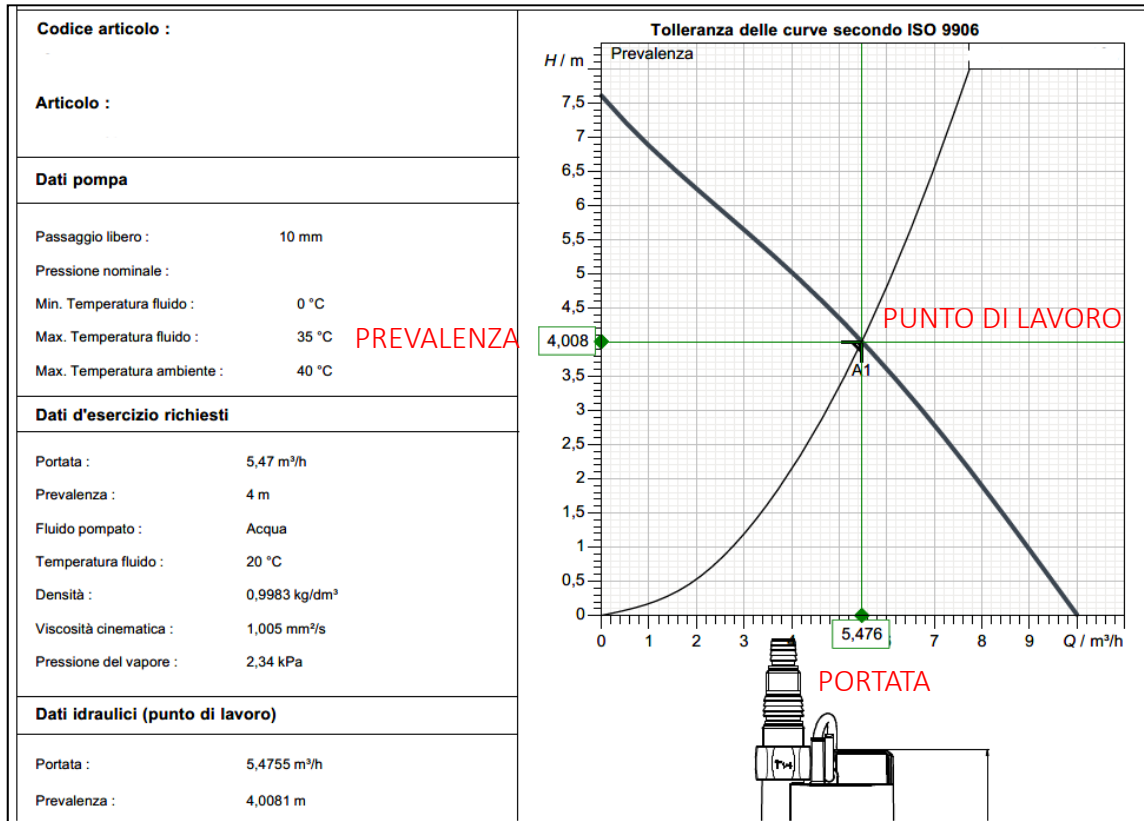 Codice articolo :
Articolo :
Dati pompa
Passaggio libero : 10 mm
Pressione nominale :
Min. Temperatura fluido : 0 °C
Max. Temperatura fluido : 35 °C
Max. Temperatura ambiente : 40 °C
Dati d'esercizio richiesti
Portata : 5,47 m³/h
Prevalenza : 4 m
Fluido pompato : Acqua
Temperatura fluido : 20 °C
Densità : 0,9983 kg/dm³
Viscosità cinematica : 1,005 mm²/s
Pressione del vapore : 2,34 kPa
Dati idraulici (punto di lavoro)
Portata : 5,4755 m³/h
Prevalenza : 4,0081 m
Tolleranza delle curve secondo ISO 9906
H / m
Prevalenza
7,5
7
6,5
6
5,5
5
4,5
PUNTO DI LAVORO
PREVALENZA
4,008
3,5
A1
3
2,5
2
1,5
1
0,5
0
0 1 2 3 4 5,476 6 7 8 9 Q / m³/h
PORTATA